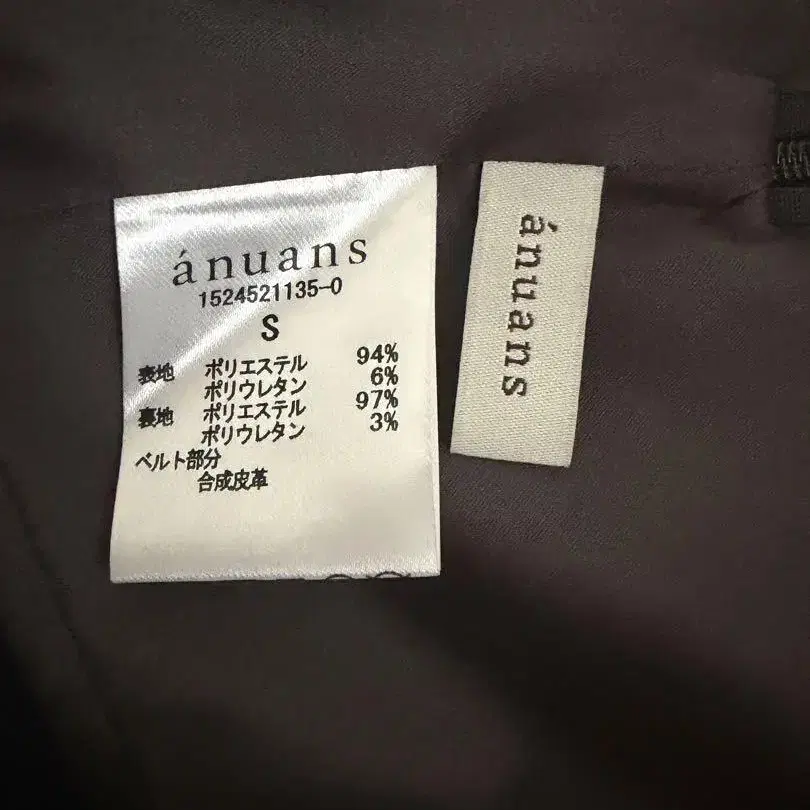 ánuans
1524521135-0
S
表地 ポリエステル 94%
ポリウレタン 6%
裏地 ポリエステル 97%
ポリウレタン 3%
ベルト部分
合成皮革
ánuans